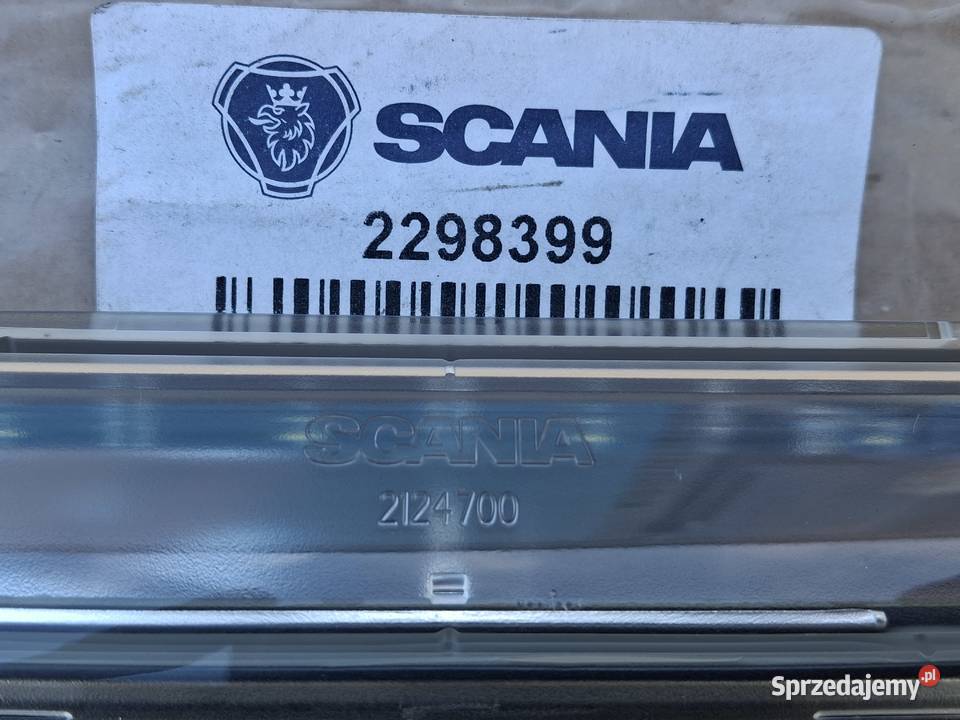 SCANIA
2298399
SCANIA
2124700
Sprzedajemy.pl